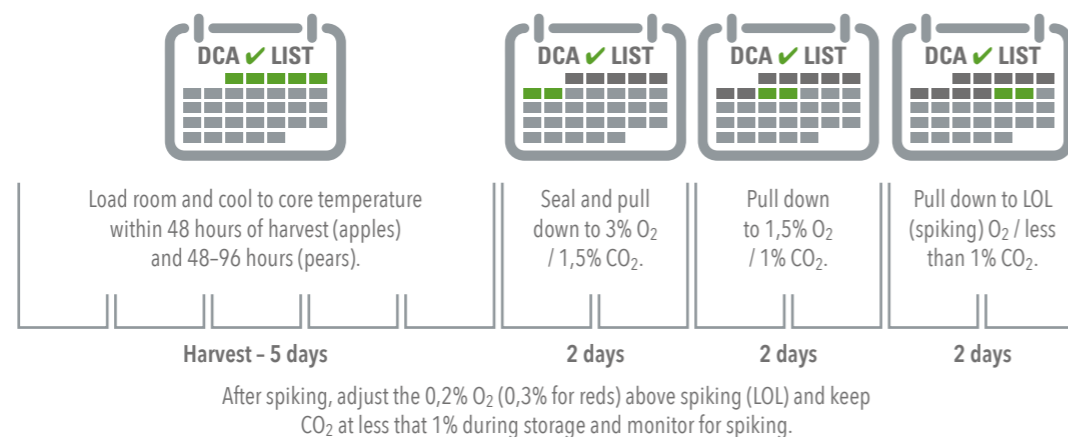 DCA ✔ LIST
DCA ✔ LIST
DCA ✔ LIST
DCA ✔ LIST
Load room and cool to core temperature
within 48 hours of harvest (apples)
and 48–96 hours (pears).
Seal and pull
down to 3% O₂
/ 1,5% CO₂.
Pull down
to 1,5% O₂
/ 1% CO₂.
Pull down to LOL
(spiking) O₂ / less
than 1% CO₂.
Harvest – 5 days
2 days
2 days
2 days
After spiking, adjust the 0,2% O₂ (0,3% for reds) above spiking (LOL) and keep
CO₂ at less that 1% during storage and monitor for spiking.